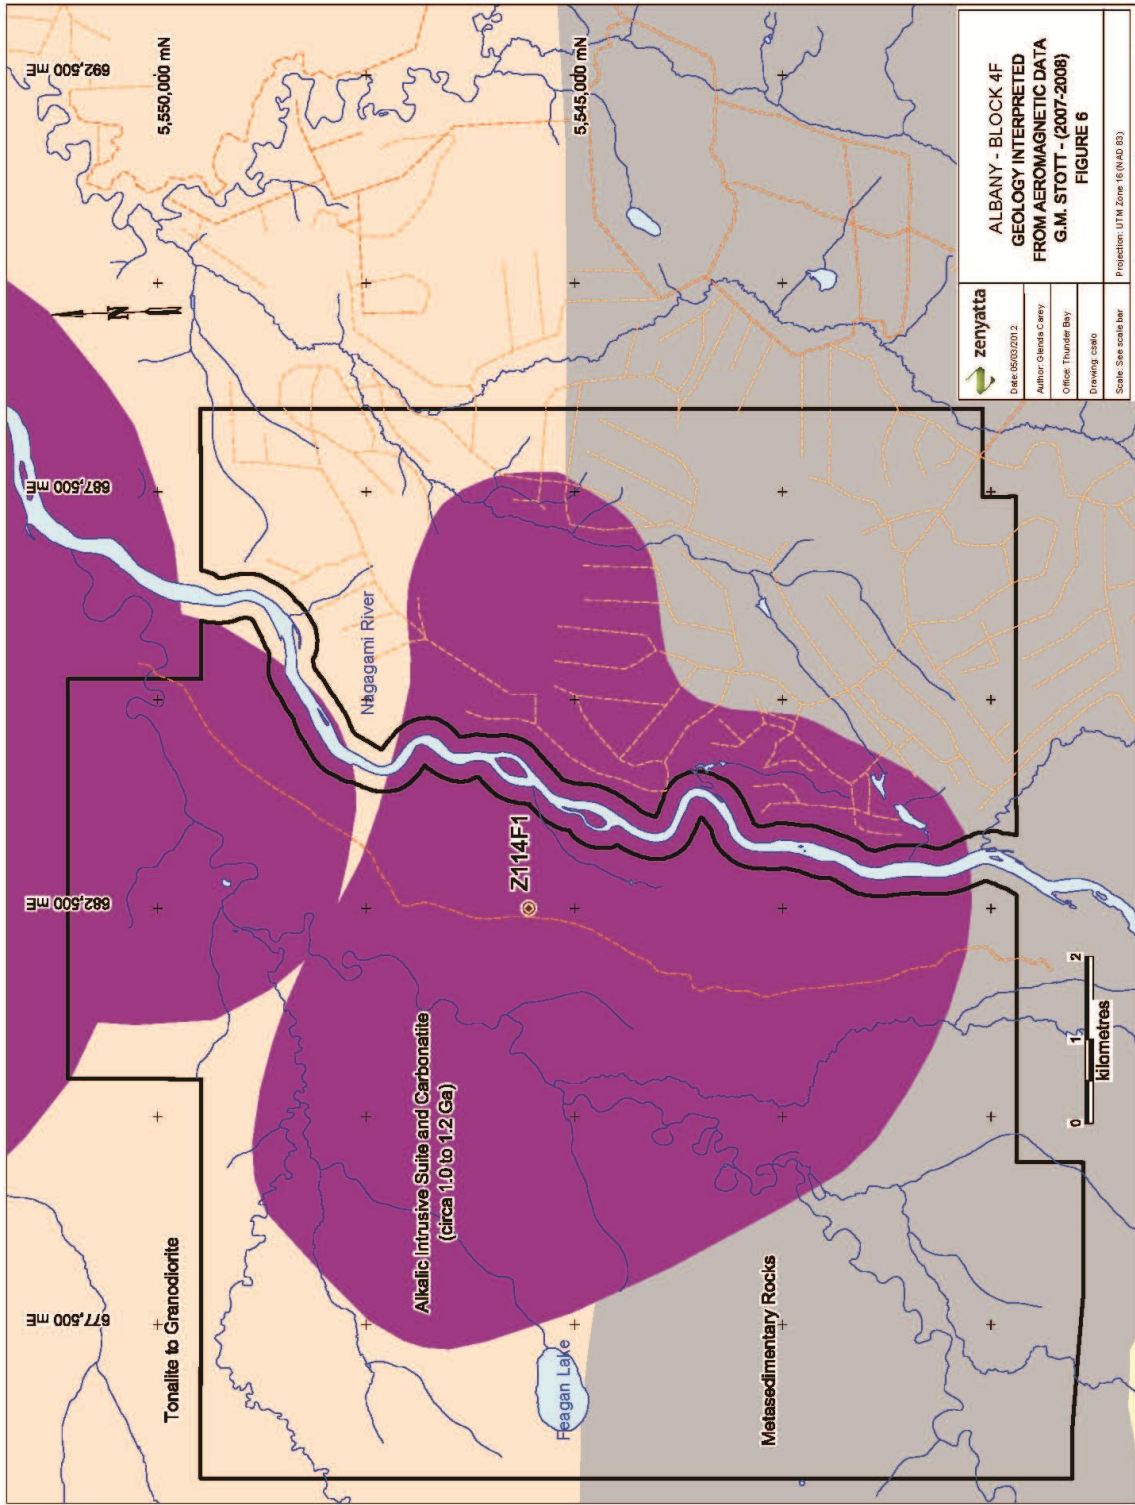 692,500 mE
687,500 mE
682,500 mE
677,500 mE
5,550,000 mN
5,545,000 mN
N
Nagagami River
Z114F1
Alkalic Intrusive Suite and Carbonatite
(circa 1.0 to 1.2 Ga)
Tonalite to Granodiorite
Feagan Lake
Metasedimentary Rocks
0 1 2
kilometres
zenyatta
Date: 05/03/2012
Author: Glenda Carey
Office: Thunder Bay
Drawing: csalo
Scale: See scale bar
ALBANY - BLOCK 4F
GEOLOGY INTERPRETED
FROM AEROMAGNETIC DATA
G.M. STOTT - (2007-2008)
FIGURE 6
Projection: UTM Zone 16 (NAD 83)